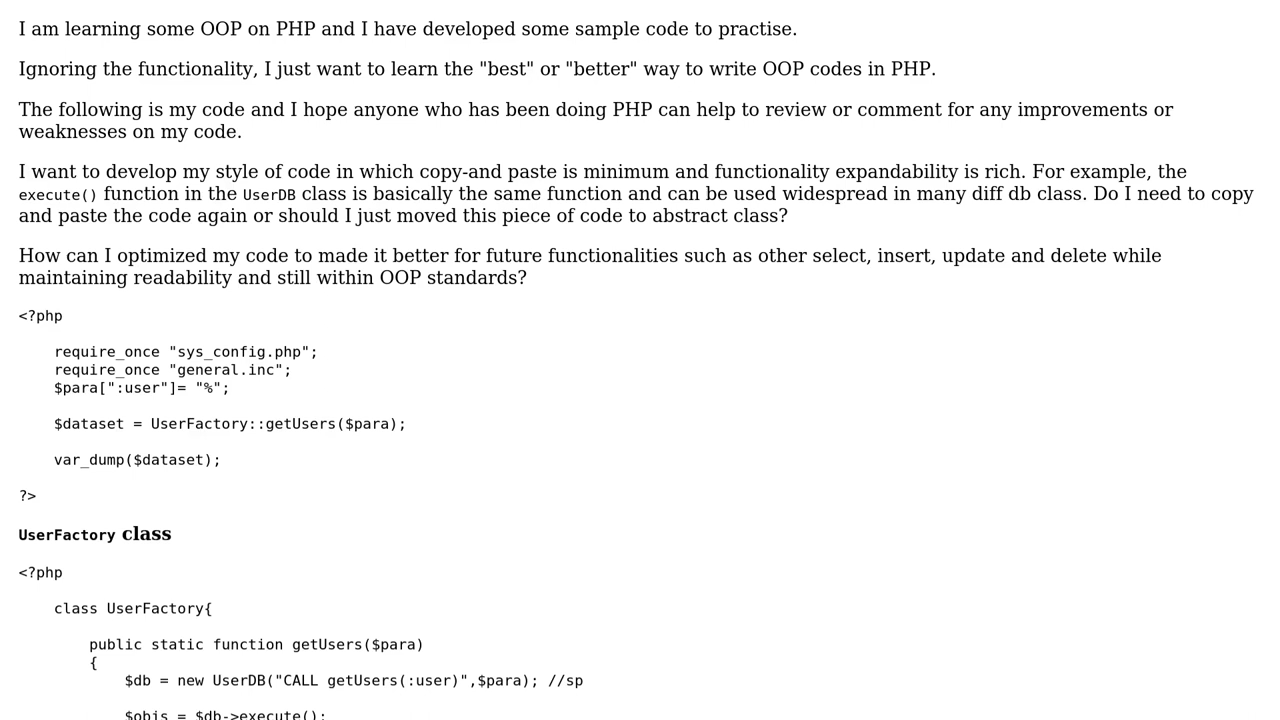 I am learning some OOP on PHP and I have developed some sample code to practise.
Ignoring the functionality, I just want to learn the "best" or "better" way to write OOP codes in PHP.
The following is my code and I hope anyone who has been doing PHP can help to review or comment for any improvements or
weaknesses on my code.
I want to develop my style of code in which copy-and paste is minimum and functionality expandability is rich. For example, the
execute() function in the UserDB class is basically the same function and can be used widespread in many diff db class. Do I need to copy
and paste the code again or should I just moved this piece of code to abstract class?
How can I optimized my code to made it better for future functionalities such as other select, insert, update and delete while
maintaining readability and still within OOP standards?
<?php
require_once "sys_config.php";
require_once "general.inc";
$para[":user"]= "%";
$dataset = UserFactory::getUsers($para);
var_dump($dataset);
?>
UserFactory class
<?php
class UserFactory{
public static function getUsers($para)
{
$db = new UserDB("CALL getUsers(:user)",$para); //sp
$objs = $db->execute();